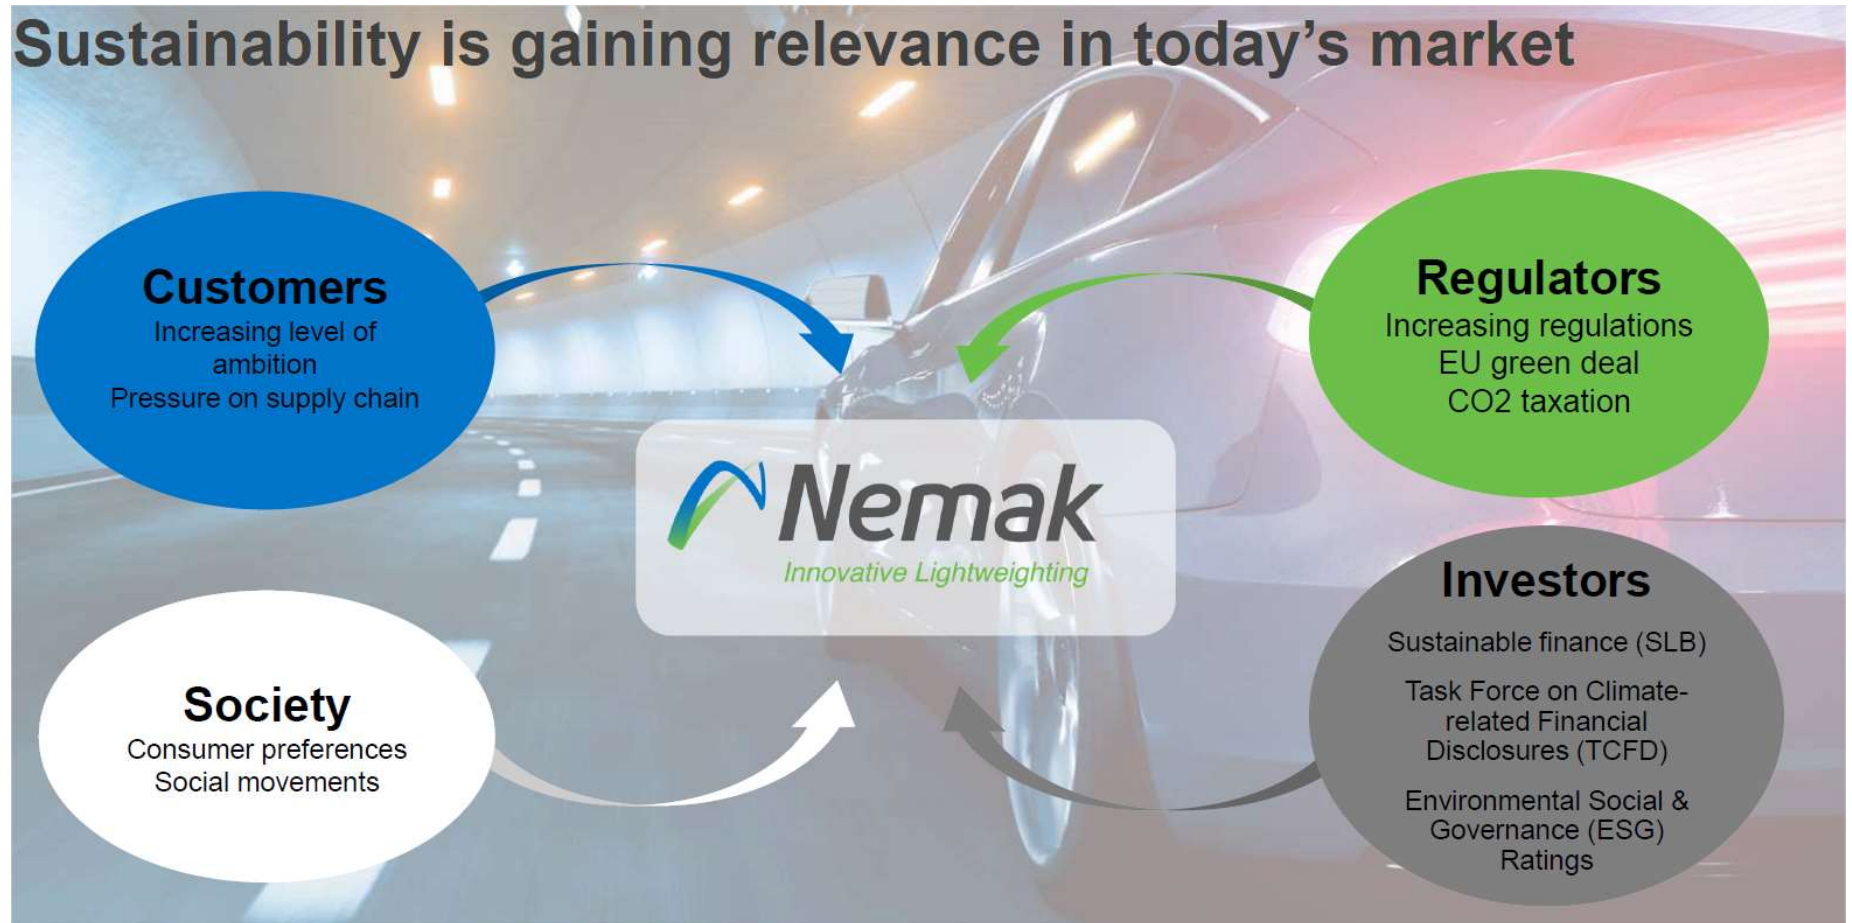 Sustainability is gaining relevance in today’s market
Customers
Increasing level of
ambition
Pressure on supply chain
Regulators
Increasing regulations
EU green deal
CO2 taxation
Nemak
Innovative Lightweighting
Society
Consumer preferences
Social movements
Investors
Sustainable finance (SLB)
Task Force on Climate-
related Financial
Disclosures (TCFD)
Environmental Social &
Governance (ESG)
Ratings